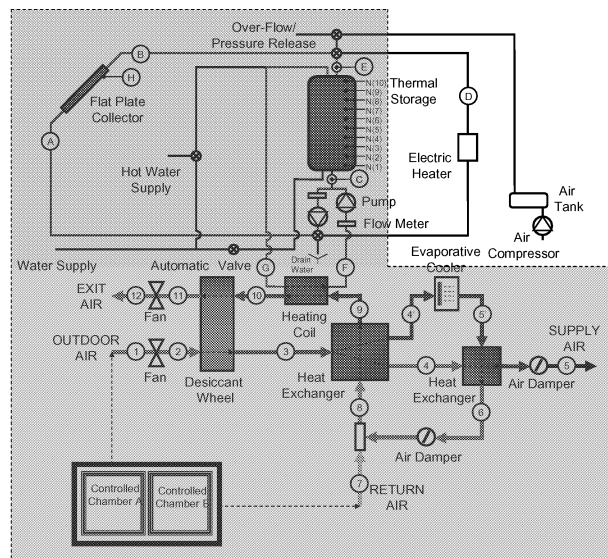 Over-Flow/
Pressure Release
B
E
H
Flat Plate
Collector
N(10)
N(9)
N(8)
N(7)
N(6)
N(5)
N(4)
N(3)
N(2)
N(1)
Thermal
Storage
D
A
C
Hot Water
Supply
Electric
Heater
Pump
Flow Meter
Air
Tank
Air
Compressor
Water Supply
Automatic Valve
G
Drain
Water
F
Evaporative
Cooler
EXIT
AIR
12
11
10
Fan
Heating
Coil
9
4'
5'
OUTDOOR
AIR
1
2
3
4
SUPPLY
AIR
5
Fan
Desiccant
Wheel
Heat
Exchanger
Heat
Exchanger
Air Damper
8
6
Air Damper
7
RETURN
AIR
Controlled
Chamber A
Controlled
Chamber B